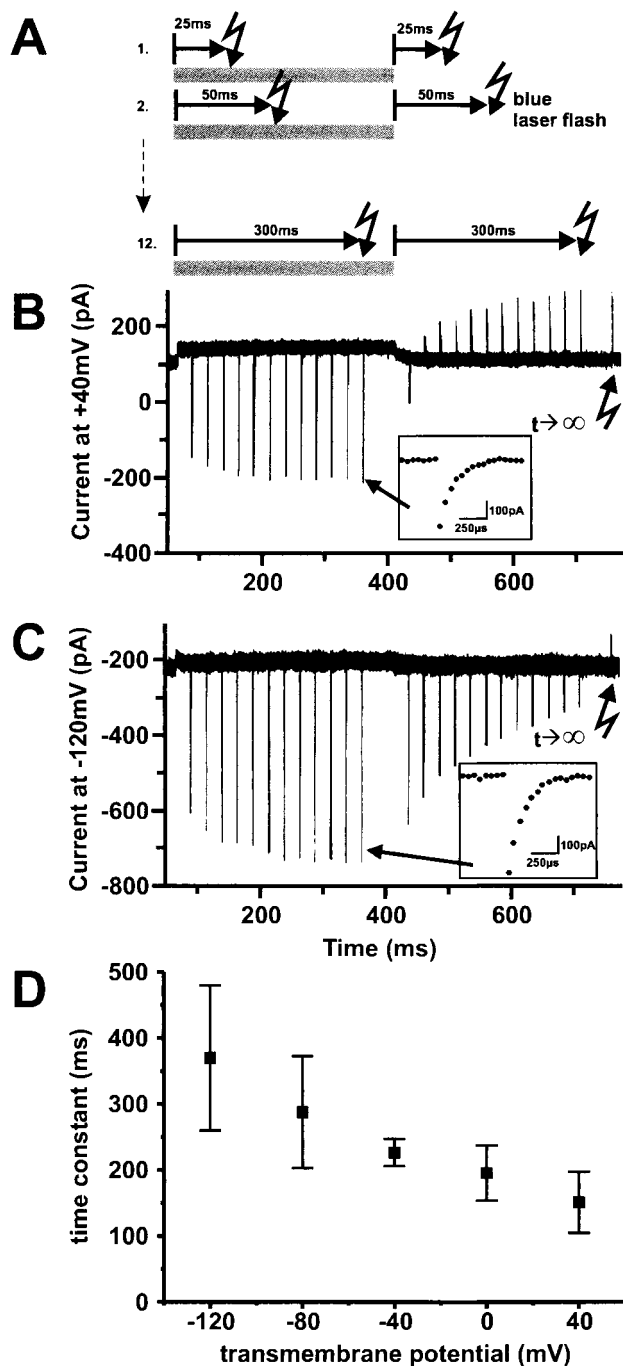 A
25ms
25ms
1.
50ms
50ms
2.
blue
laser flash
300ms
300ms
12.
B
200
0
-200
-400
Current at +40mV (pA)
t→∞
100pA
250µs
200
400
600
C
-200
-400
-600
-800
Current at -120mV (pA)
t→∞
100pA
250µs
200
400
600
Time (ms)
D
500
400
300
200
100
0
time constant (ms)
-120
-80
-40
0
40
transmembrane potential (mV)